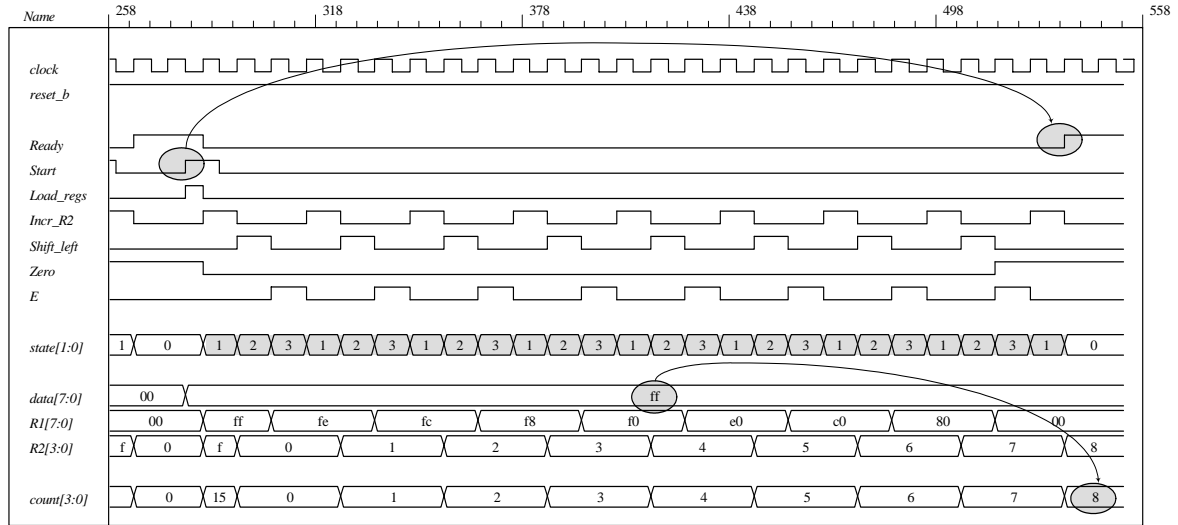 Name 258 318 378 438 498 558
clock
reset_b
Ready
Start
Load_regs
Incr_R2
Shift_left
Zero
E
state[1:0] 1 0 1 2 3 1 2 3 1 2 3 1 2 3 1 2 3 1 2 3 1 2 3 1 2 3 1 0
data[7:0] 00 ff
R1[7:0] 00 ff fe fc f8 f0 e0 c0 80 00
R2[3:0] f 0 f 0 1 2 3 4 5 6 7 8
count[3:0] 0 15 0 1 2 3 4 5 6 7 8